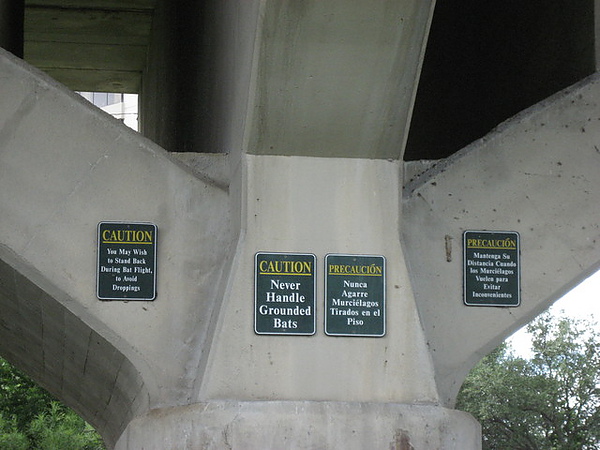 CAUTION
You May Wish
to Stand Back
During Bat Flight,
to Avoid
Droppings
CAUTION
Never
Handle
Grounded
Bats
PRECAUCIÓN
Nunca
Agarre
Murciélagos
Tirados en el
Piso
PRECAUCIÓN
Mantenga Su
Distancia Cuando
los Murciélagos
Vuelen para
Evitar
Inconvenientes